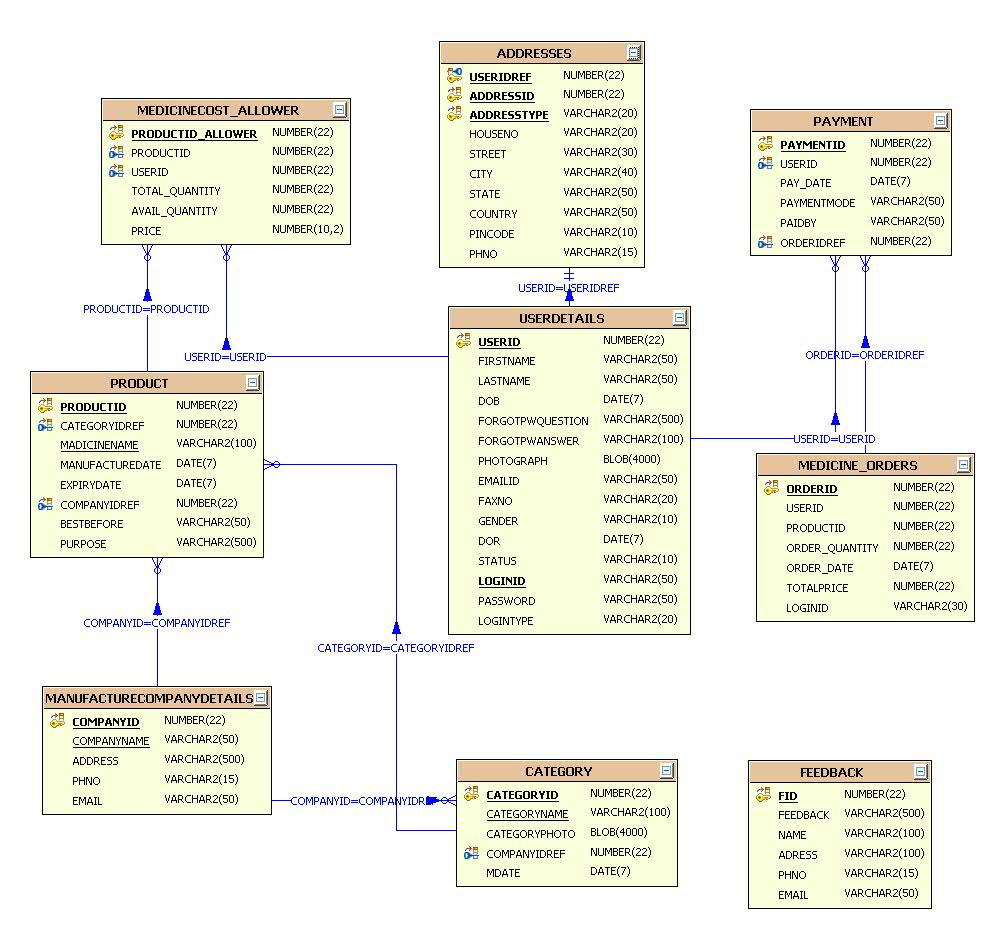 ADDRESSES
USERIDREF NUMBER(22)
ADDRESSID NUMBER(22)
ADDRESSTYPE VARCHAR2(20)
HOUSENO VARCHAR2(20)
STREET VARCHAR2(30)
CITY VARCHAR2(40)
STATE VARCHAR2(50)
COUNTRY VARCHAR2(50)
PINCODE VARCHAR2(10)
PHNO VARCHAR2(15)
MEDICINECOST_ALLOWER
PRODUCTID_ALLOWER NUMBER(22)
PRODUCTID NUMBER(22)
USERID NUMBER(22)
TOTAL_QUANTITY NUMBER(22)
AVAIL_QUANTITY NUMBER(22)
PRICE NUMBER(10,2)
PAYMENT
PAYMENTID NUMBER(22)
USERID NUMBER(22)
PAY_DATE DATE(7)
PAYMENTMODE VARCHAR2(50)
PAIDBY VARCHAR2(50)
ORDERIDREF NUMBER(22)
USERID=USERIDREF
PRODUCTID=PRODUCTID
USERID=USERID
ORDERID=ORDERIDREF
USERID=USERID
USERDETAILS
USERID NUMBER(22)
FIRSTNAME VARCHAR2(50)
LASTNAME VARCHAR2(50)
DOB DATE(7)
FORGOTPWQUESTION VARCHAR2(500)
FORGOTPWANSWER VARCHAR2(100)
PHOTOGRAPH BLOB(4000)
EMAILID VARCHAR2(50)
FAXNO VARCHAR2(20)
GENDER VARCHAR2(10)
DOR DATE(7)
STATUS VARCHAR2(10)
LOGINID VARCHAR2(50)
PASSWORD VARCHAR2(50)
LOGINTYPE VARCHAR2(20)
PRODUCT
PRODUCTID NUMBER(22)
CATEGORYIDREF NUMBER(22)
MADICINENAME VARCHAR2(100)
MANUFACTUREDATE DATE(7)
EXPIRYDATE DATE(7)
COMPANYIDREF NUMBER(22)
BESTBEFORE VARCHAR2(50)
PURPOSE VARCHAR2(500)
MEDICINE_ORDERS
ORDERID NUMBER(22)
USERID NUMBER(22)
PRODUCTID NUMBER(22)
ORDER_QUANTITY NUMBER(22)
ORDER_DATE DATE(7)
TOTALPRICE NUMBER(22)
LOGINID VARCHAR2(30)
COMPANYID=COMPANYIDREF
CATEGORYID=CATEGORYIDREF
MANUFACTURECOMPANYDETAILS
COMPANYID NUMBER(22)
COMPANYNAME VARCHAR2(50)
ADDRESS VARCHAR2(500)
PHNO VARCHAR2(15)
EMAIL VARCHAR2(50)
CATEGORY
CATEGORYID NUMBER(22)
CATEGORYNAME VARCHAR2(100)
CATEGORYPHOTO BLOB(4000)
COMPANYIDREF NUMBER(22)
MDATE DATE(7)
FEEDBACK
FID NUMBER(22)
FEEDBACK VARCHAR2(500)
NAME VARCHAR2(100)
ADRESS VARCHAR2(100)
PHNO VARCHAR2(15)
EMAIL VARCHAR2(50)